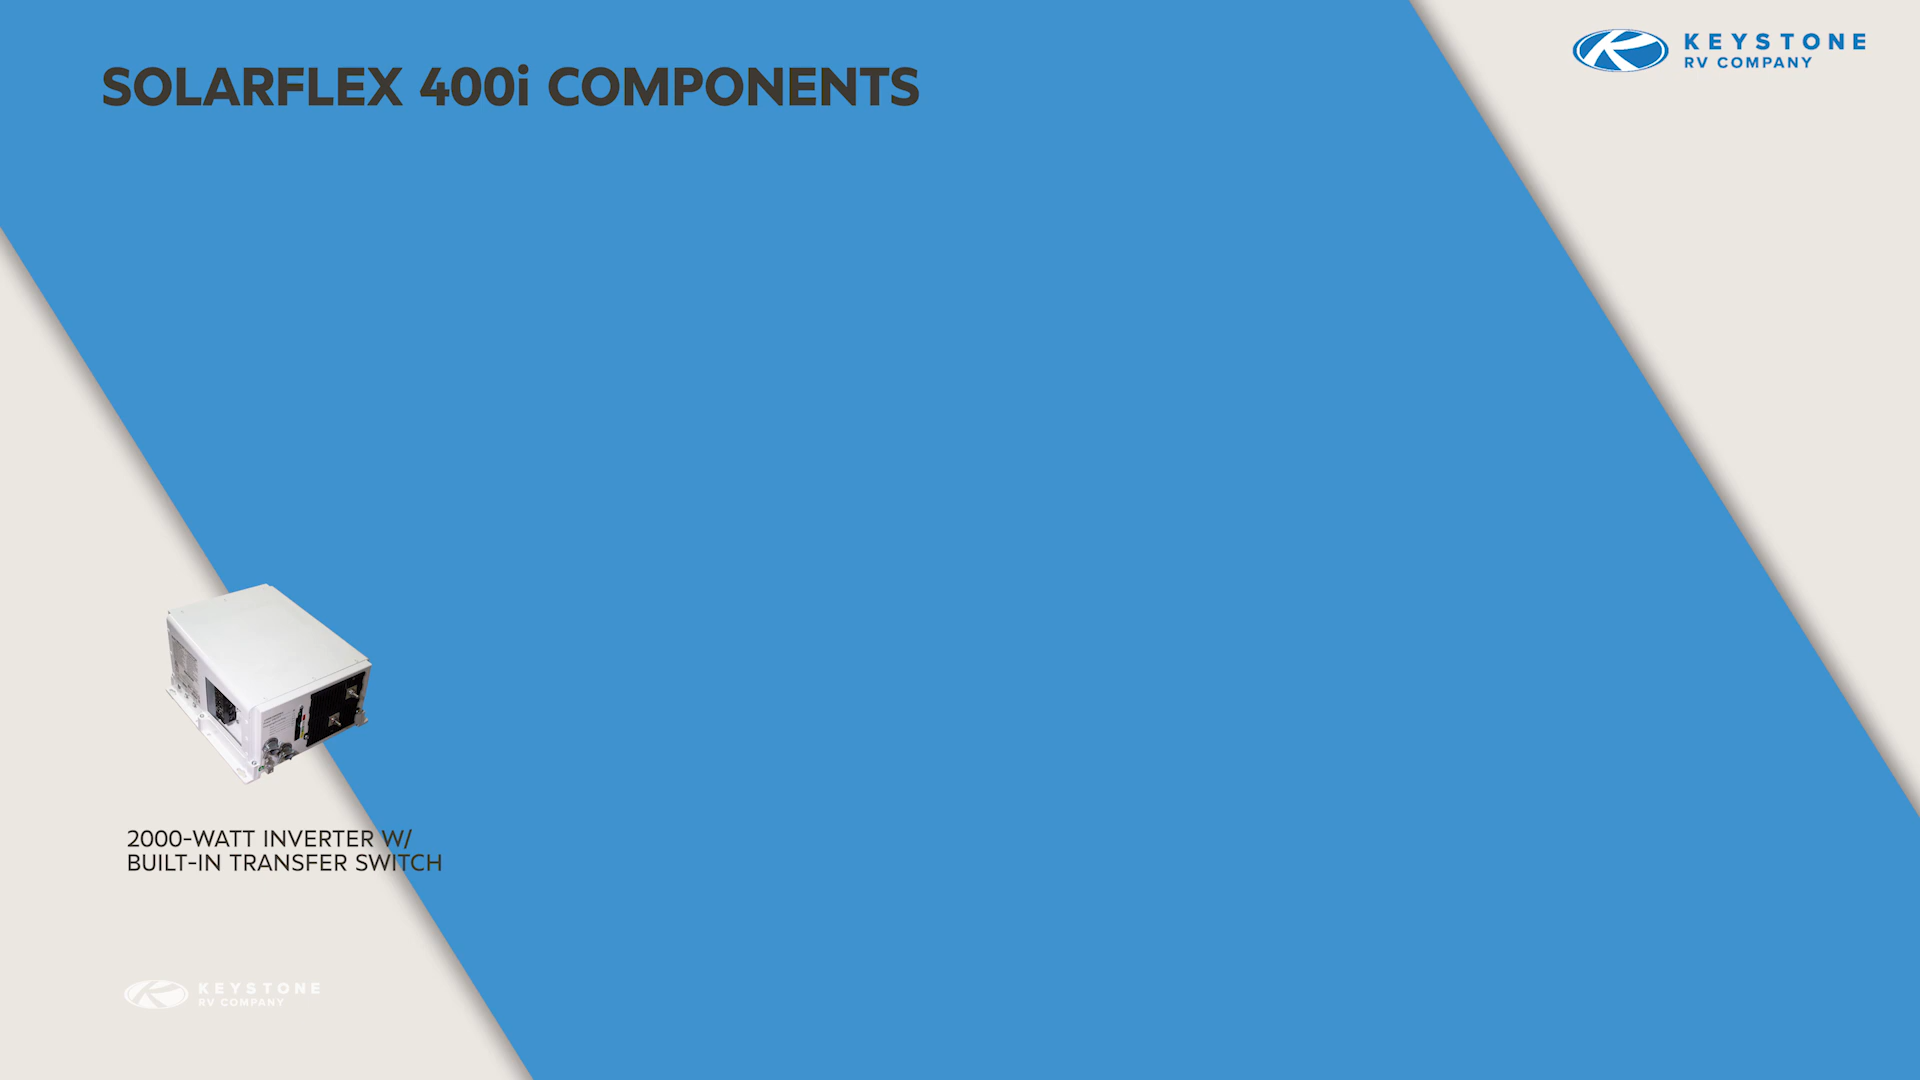 SOLARFLEX 400i COMPONENTS
KEYSTONE
RV COMPANY
2000-WATT INVERTER W/
BUILT-IN TRANSFER SWITCH
KEYSTONE
RV COMPANY